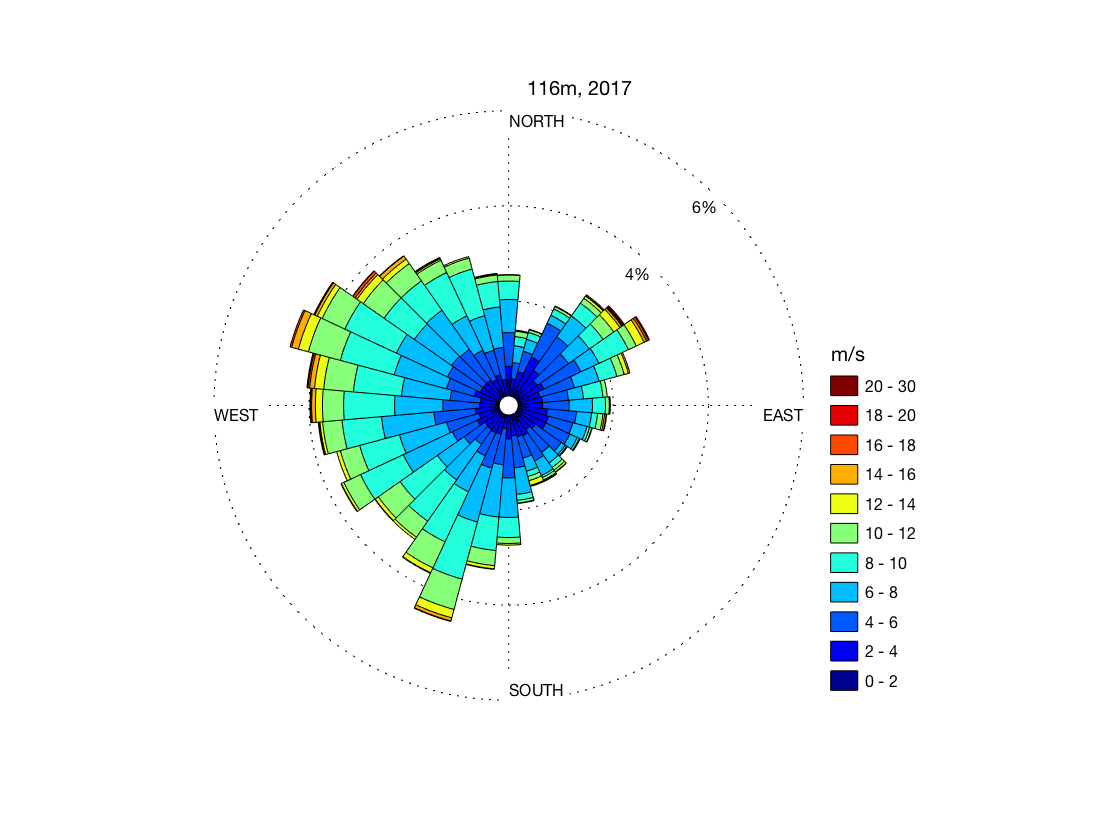 116m, 2017
NORTH
6%
4%
WEST
EAST
SOUTH
m/s
20 - 30
18 - 20
16 - 18
14 - 16
12 - 14
10 - 12
8 - 10
6 - 8
4 - 6
2 - 4
0 - 2